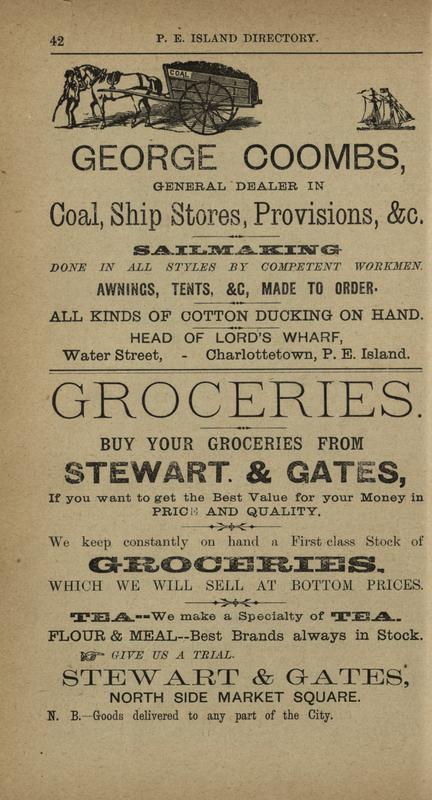 42
P. E. ISLAND DIRECTORY.
COAL
GEORGE COOMBS,
GENERAL DEALER IN
Coal, Ship Stores, Provisions, &c.
SAILMAKING
DONE IN ALL STYLES BY COMPETENT WORKMEN.
AWNINGS, TENTS, &C, MADE TO ORDER.
ALL KINDS OF COTTON DUCKING ON HAND.
HEAD OF LORD'S WHARF,
Water Street, - Charlottetown, P. E. Island.
GROCERIES.
BUY YOUR GROCERIES FROM
STEWART. & GATES,
If you want to get the Best Value for your Money in
PRICE AND QUALITY.
We keep constantly on hand a First-class Stock of
GROCERIES.
WHICH WE WILL SELL AT BOTTOM PRICES.
TEA--We make a Specialty of TEA.
FLOUR & MEAL--Best Brands always in Stock.
☞ GIVE US A TRIAL.
STEWART & GATES,
NORTH SIDE MARKET SQUARE.
N. B.—Goods delivered to any part of the City.